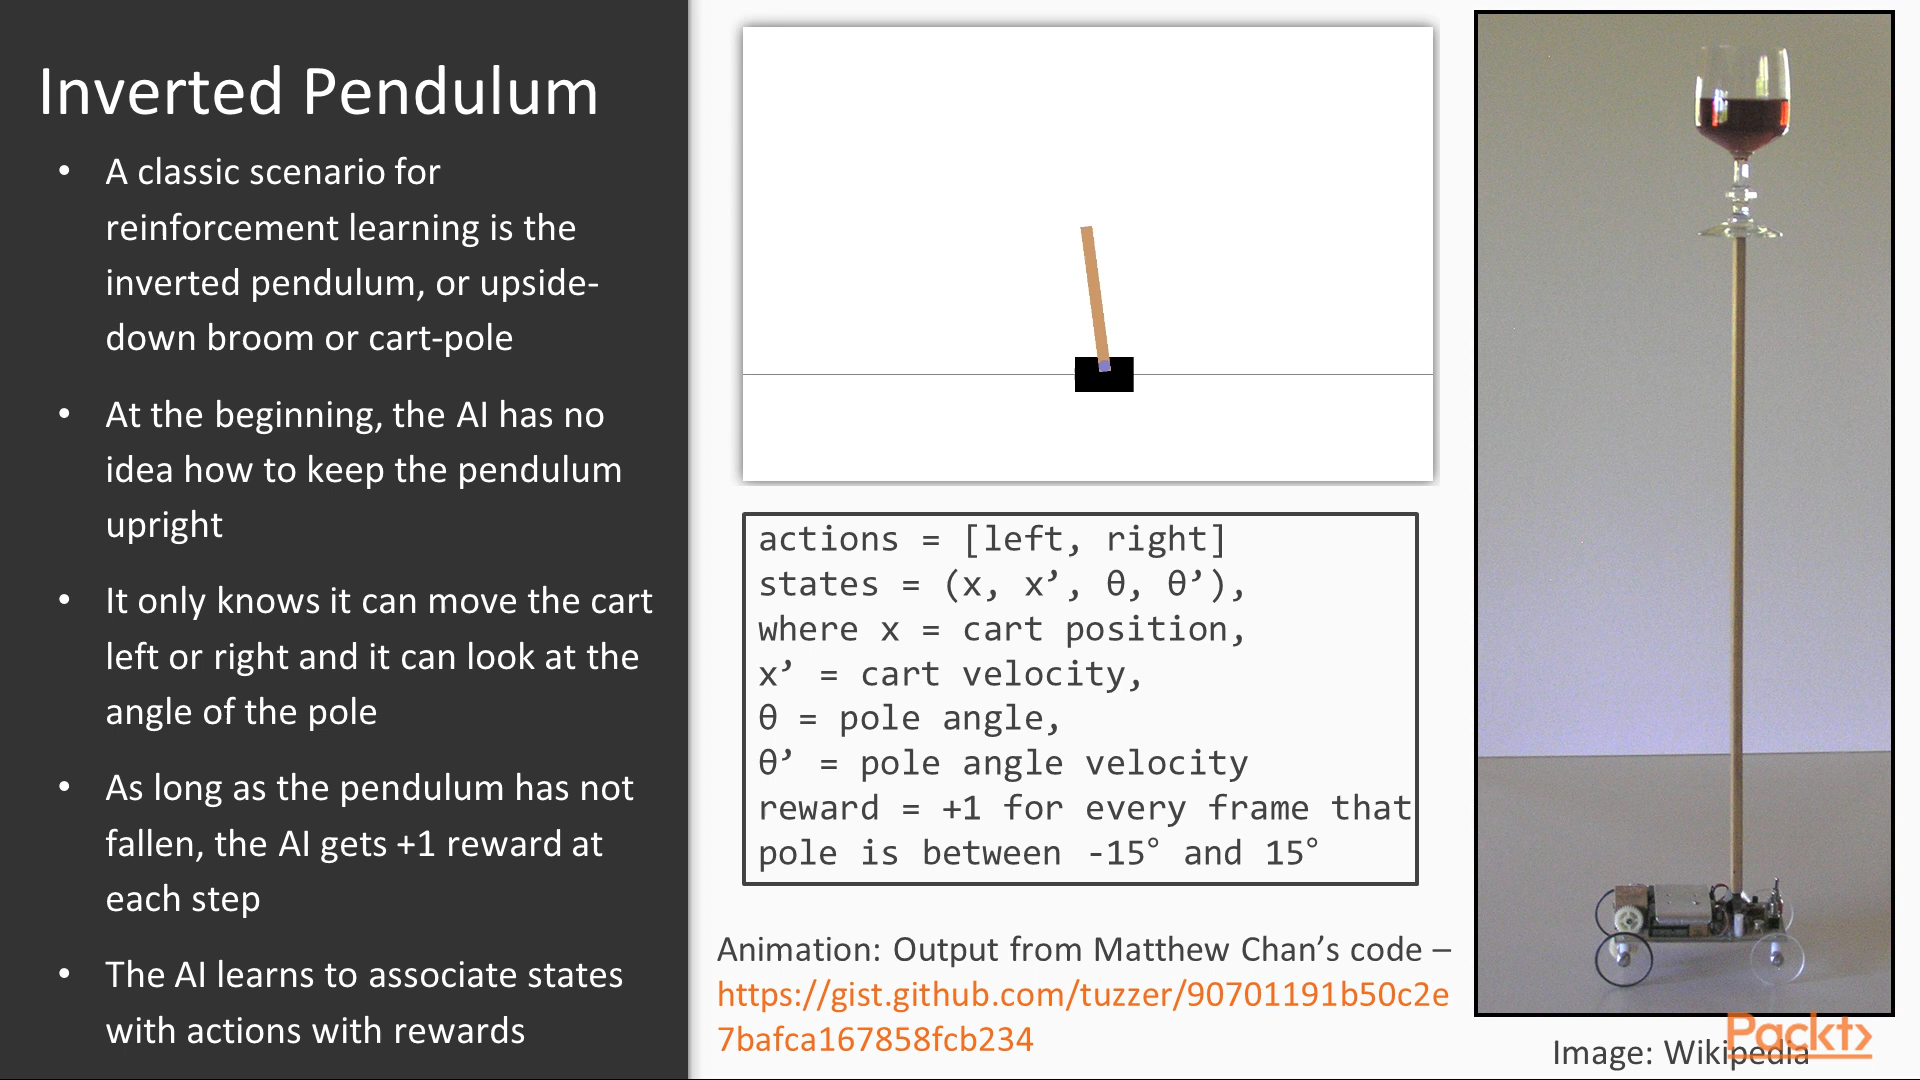 Inverted Pendulum
• A classic scenario for
reinforcement learning is the
inverted pendulum, or upside-
down broom or cart-pole
• At the beginning, the AI has no
idea how to keep the pendulum
upright
• It only knows it can move the cart
left or right and it can look at the
angle of the pole
• As long as the pendulum has not
fallen, the AI gets +1 reward at
each step
• The AI learns to associate states
with actions with rewards
actions = [left, right]
states = (x, x’, θ, θ’),
where x = cart position,
x’ = cart velocity,
θ = pole angle,
θ’ = pole angle velocity
reward = +1 for every frame that
pole is between -15° and 15°
Animation: Output from Matthew Chan’s code –
https://gist.github.com/tuzzer/90701191b50c2e
7bafca167858fcb234
Image: Wikipedia
Packt>